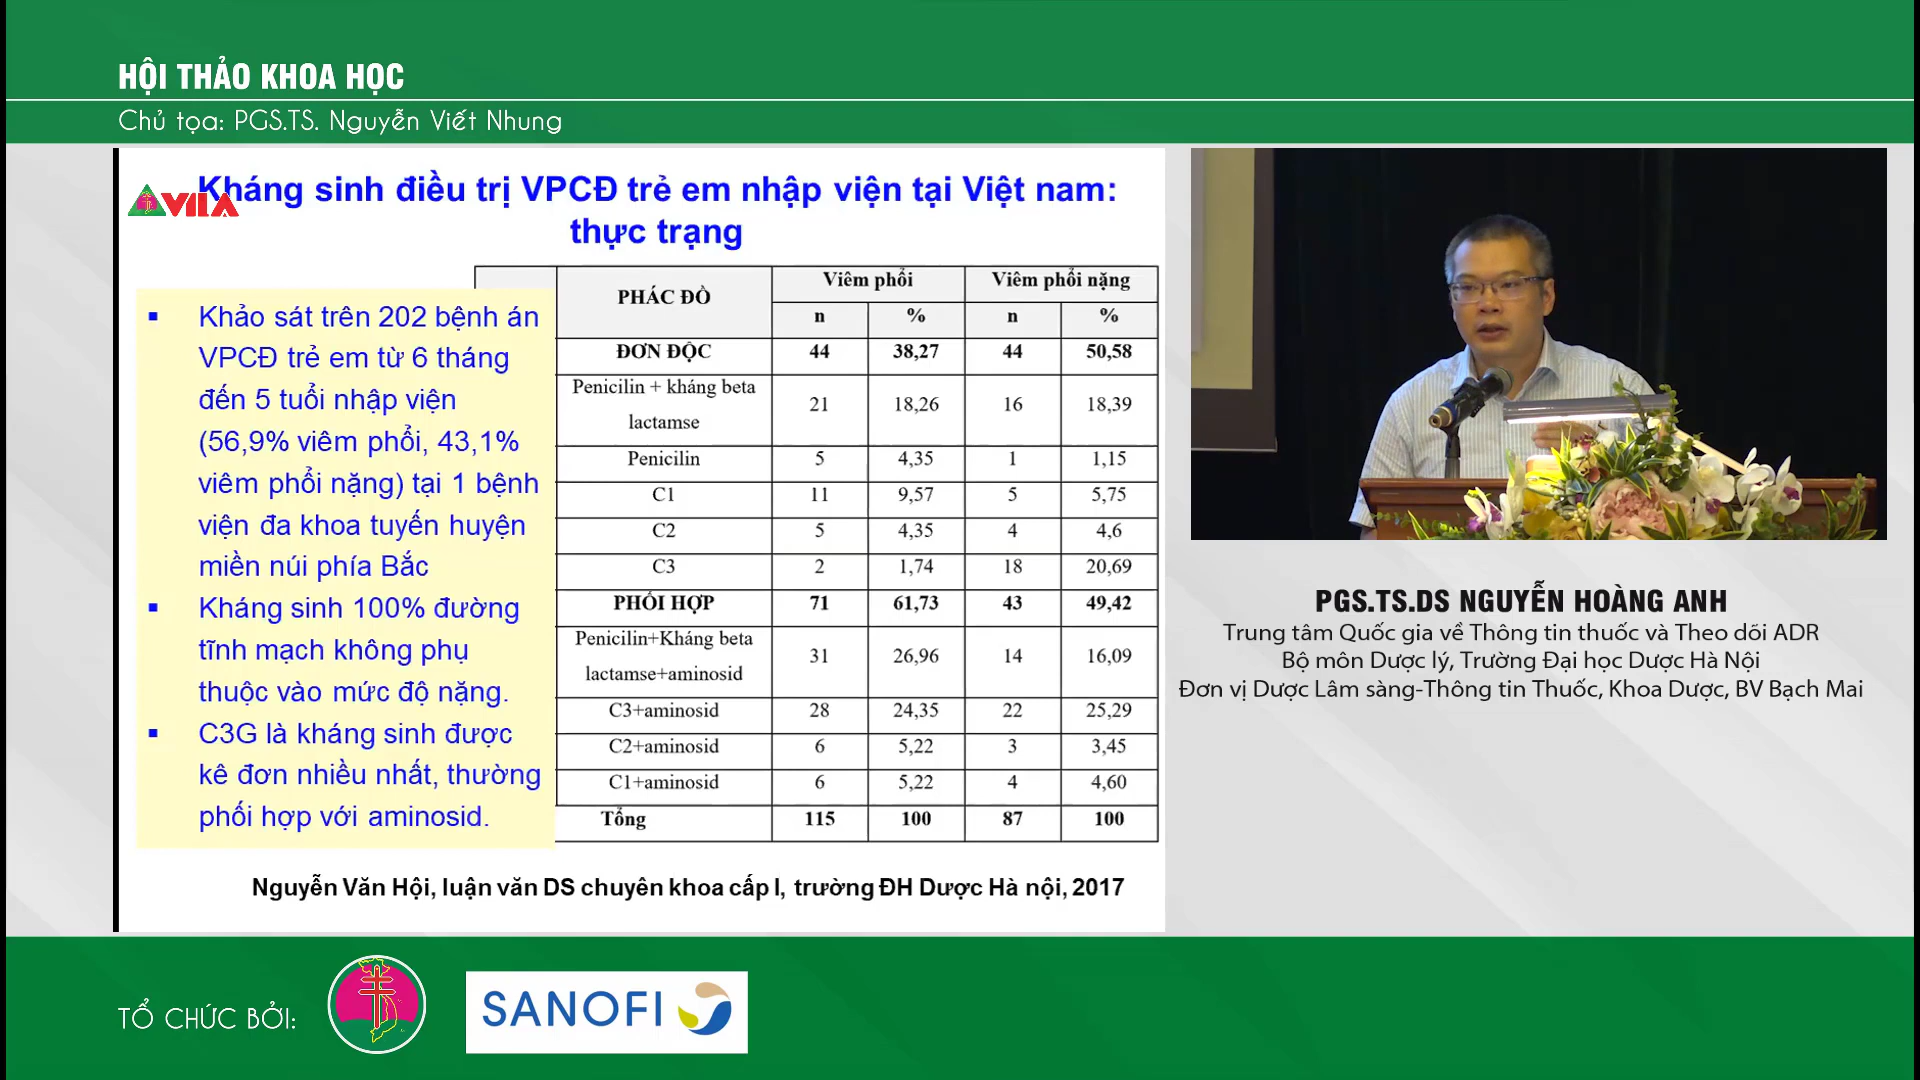 HỘI THẢO KHOA HỌC
Chủ tọa: PGS.TS. Nguyễn Viết Nhung
VILA
Kháng sinh điều trị VPCĐ trẻ em nhập viện tại Việt nam:
thực trạng
▪ Khảo sát trên 202 bệnh án
VPCĐ trẻ em từ 6 tháng
đến 5 tuổi nhập viện
(56,9% viêm phổi, 43,1%
viêm phổi nặng) tại 1 bệnh
viện đa khoa tuyến huyện
miền núi phía Bắc
▪ Kháng sinh 100% đường
tĩnh mạch không phụ
thuộc vào mức độ nặng.
▪ C3G là kháng sinh được
kê đơn nhiều nhất, thường
phối hợp với aminosid.
PHÁC ĐỒ Viêm phổi Viêm phổi nặng
n % n %
ĐƠN ĐỘC 44 38,27 44 50,58
Penicilin + kháng beta
lactamse 21 18,26 16 18,39
Penicilin 5 4,35 1 1,15
C1 11 9,57 5 5,75
C2 5 4,35 4 4,6
C3 2 1,74 18 20,69
PHỐI HỢP 71 61,73 43 49,42
Penicilin+Kháng beta
lactamse+aminosid 31 26,96 14 16,09
C3+aminosid 28 24,35 22 25,29
C2+aminosid 6 5,22 3 3,45
C1+aminosid 6 5,22 4 4,60
Tổng 115 100 87 100
Nguyễn Văn Hội, luận văn DS chuyên khoa cấp I, trường ĐH Dược Hà nội, 2017
PGS.TS.DS NGUYỄN HOÀNG ANH
Trung tâm Quốc gia về Thông tin thuốc và Theo dõi ADR
Bộ môn Dược lý, Trường Đại học Dược Hà Nội
Đơn vị Dược Lâm sàng-Thông tin Thuốc, Khoa Dược, BV Bạch Mai
TỔ CHỨC BỞI:
SANOFI